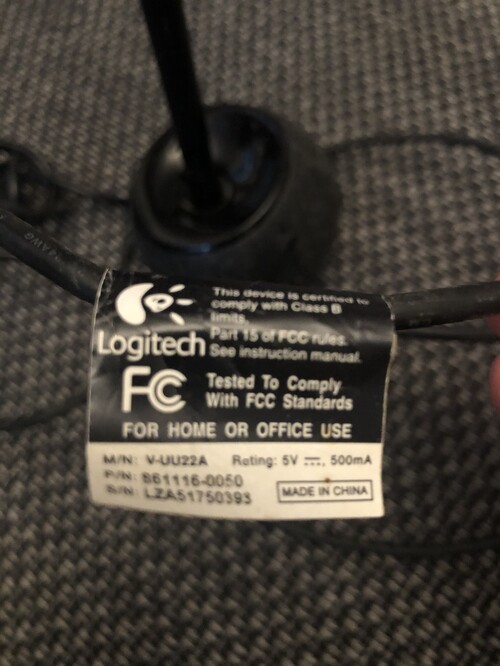 AWG
This device is certified to
comply with Class B
limits.
Part 15 of FCC rules.
See instruction manual.
Logitech
FC
Tested To Comply
With FCC Standards
FOR HOME OR OFFICE USE
M/N: V-UU22A Rating: 5V ⎓, 500mA
P/N: 861116-0050
S/N: LZA51750393
MADE IN CHINA